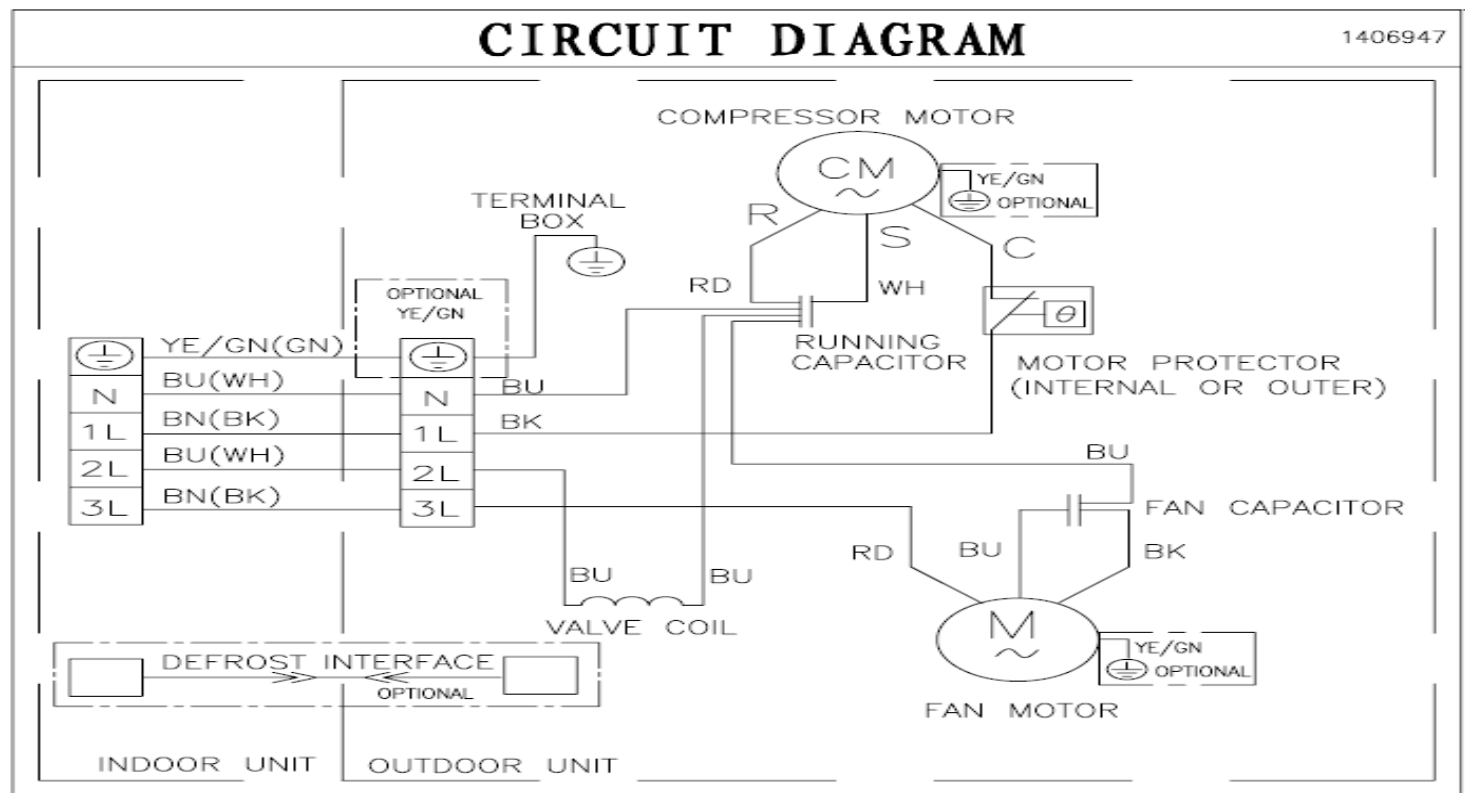 CIRCUIT DIAGRAM
1406947
COMPRESSOR MOTOR
CM
YE/GN
OPTIONAL
TERMINAL
BOX
R
S
C
RD
WH
OPTIONAL
YE/GN
θ
RUNNING
CAPACITOR
MOTOR PROTECTOR
(INTERNAL OR OUTER)
YE/GN(GN)
BU(WH)
N
N
BU
BN(BK)
1L
1L
BK
BU(WH)
2L
2L
BU
BN(BK)
3L
3L
FAN CAPACITOR
RD
BU
BK
BU
BU
VALVE COIL
M
YE/GN
OPTIONAL
DEFROST INTERFACE
OPTIONAL
FAN MOTOR
INDOOR UNIT
OUTDOOR UNIT